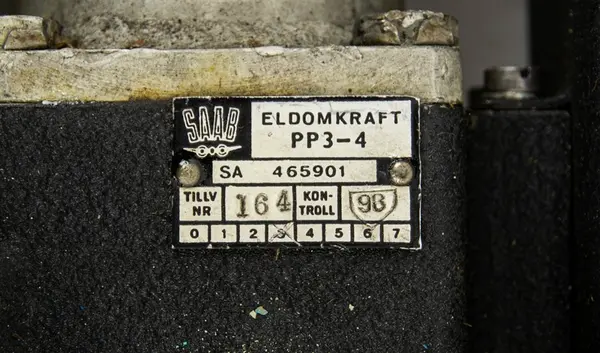 SAAB
ELDOMKRAFT
PP3-4
SA 465901
TILLV NR 164 KON-TROLL 98
0 1 2 3 4 5 6 7